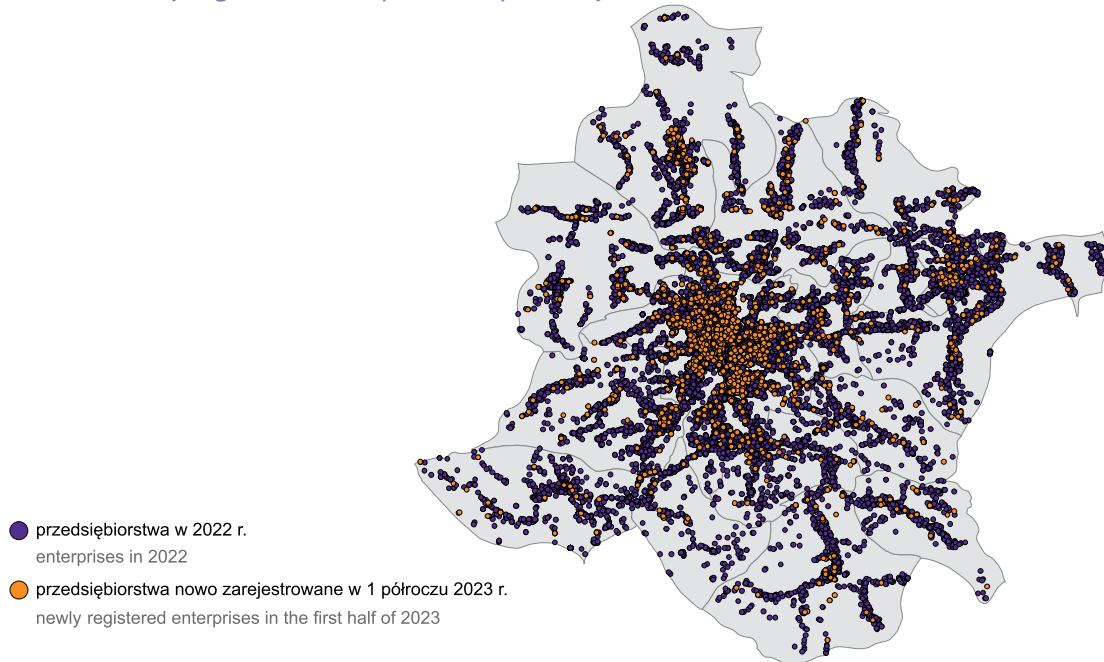 przedsiębiorstwa w 2022 r.
enterprises in 2022
przedsiębiorstwa nowo zarejestrowane w 1 półroczu 2023 r.
newly registered enterprises in the first half of 2023